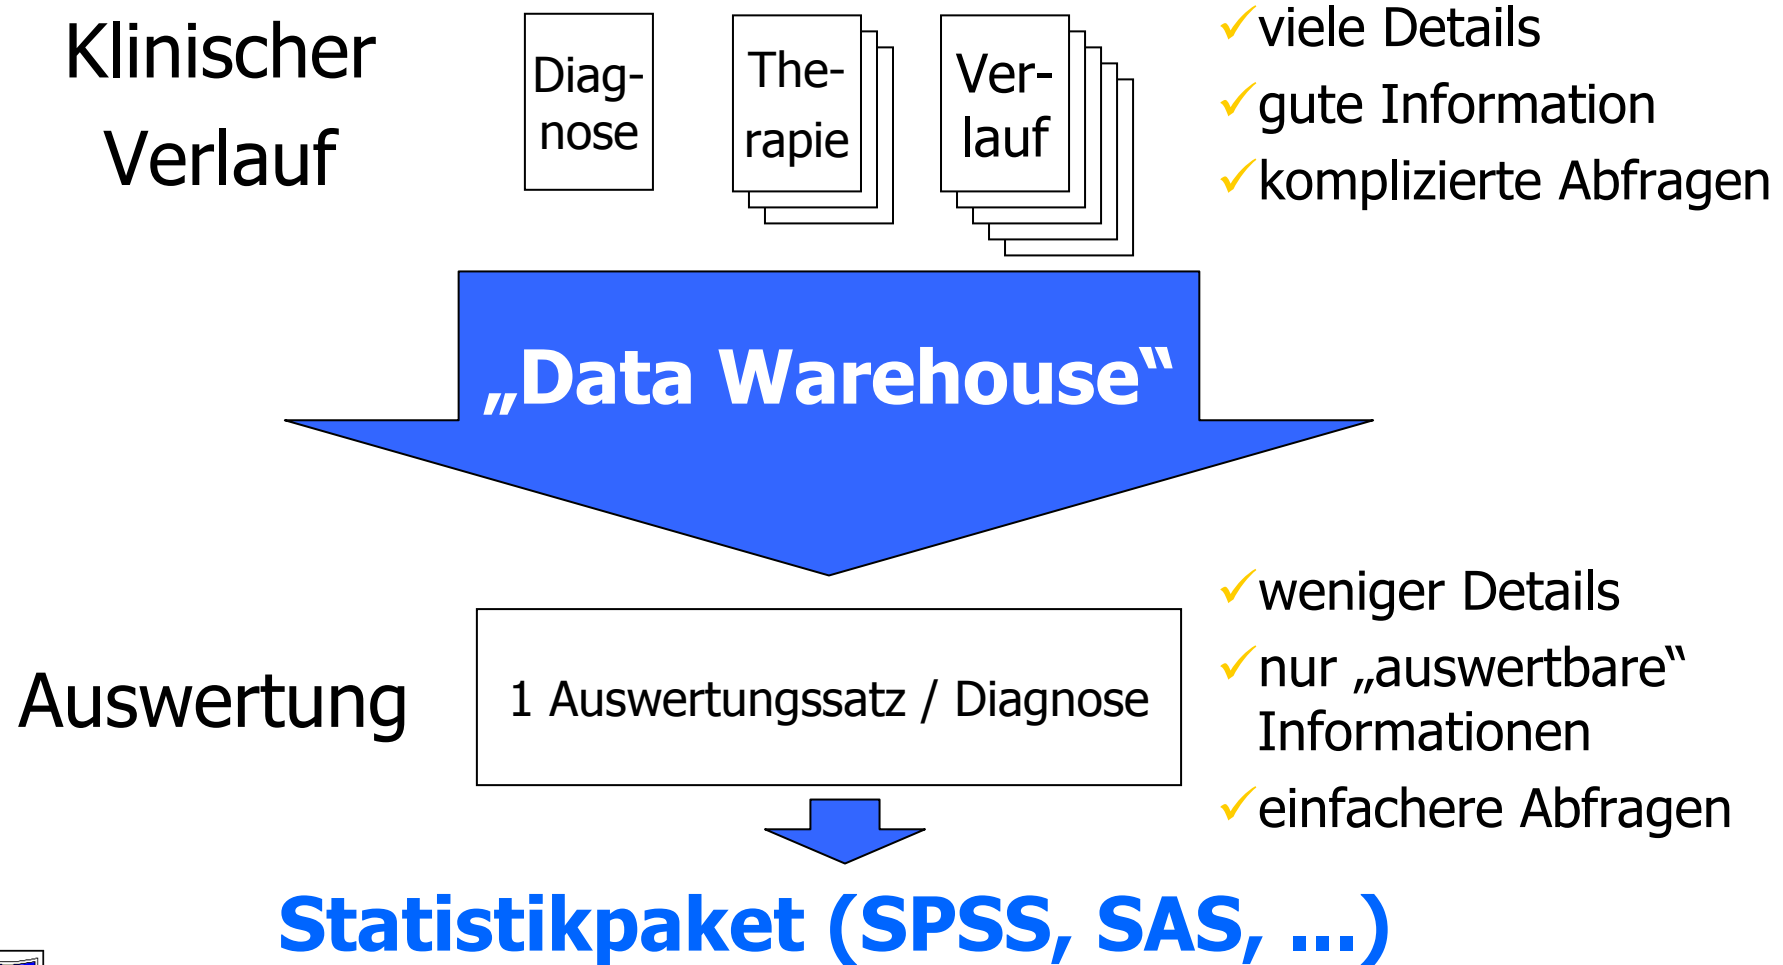 Klinischer
Verlauf
Diag-
nose
The-
rapie
Ver-
lauf
viele Details
gute Information
komplizierte Abfragen
„Data Warehouse“
Auswertung
1 Auswertungssatz / Diagnose
weniger Details
nur „auswertbare“
Informationen
einfachere Abfragen
Statistikpaket (SPSS, SAS, ...)